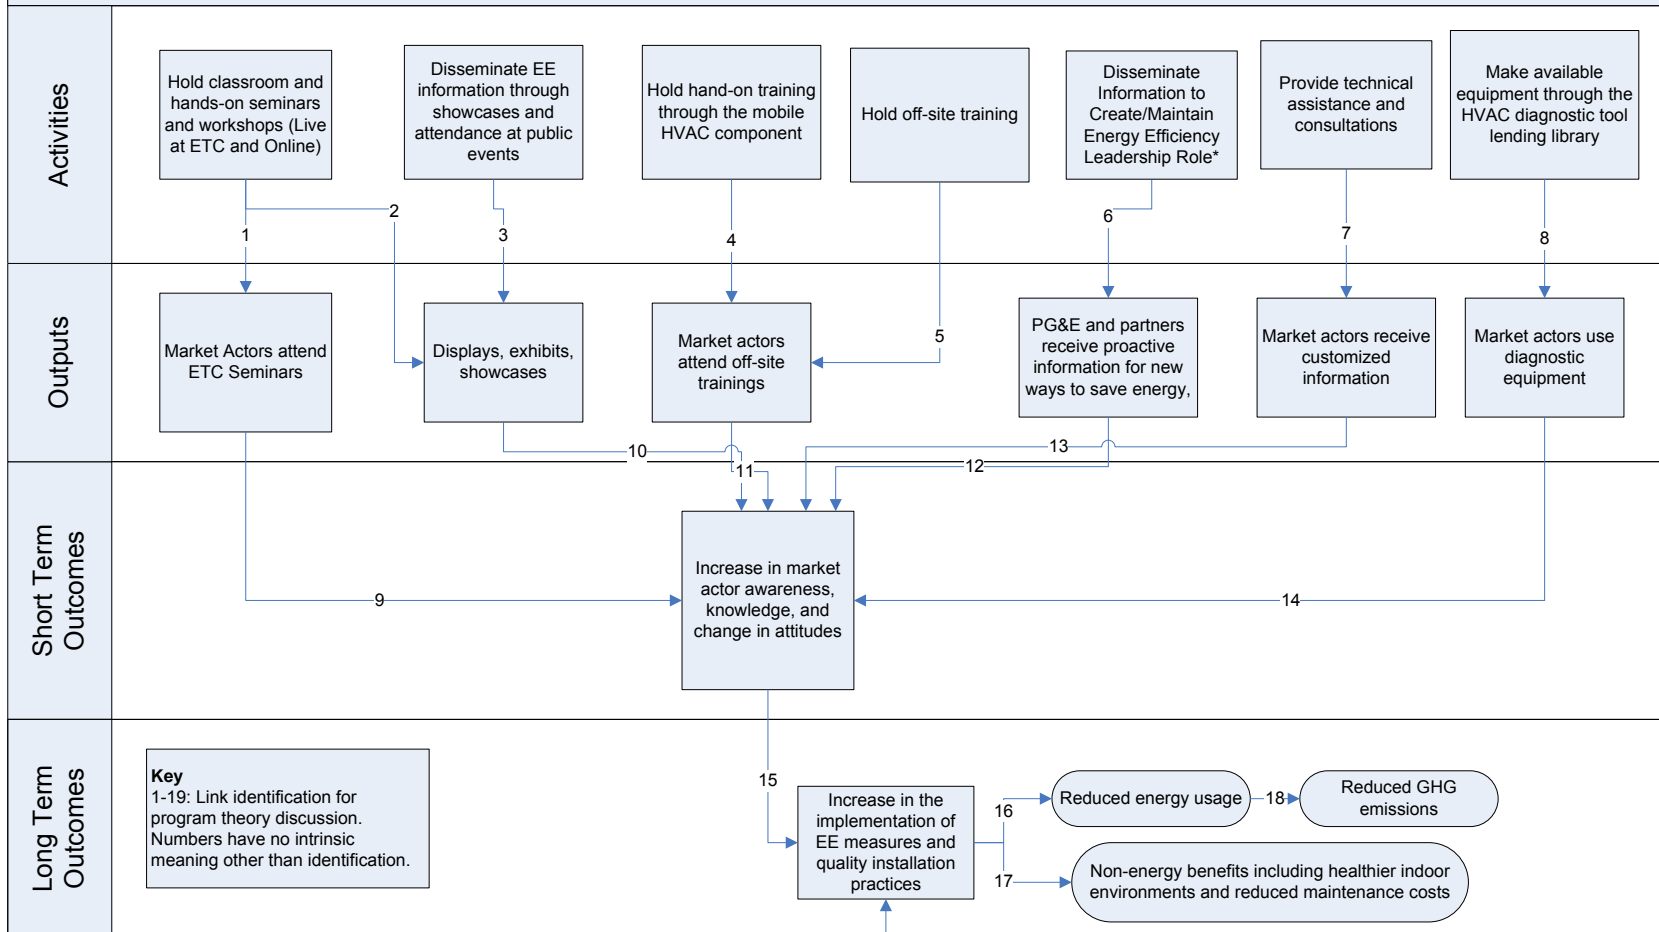 Activities
Hold classroom and
hands-on seminars
and workshops (Live
at ETC and Online)
Disseminate EE
information through
showcases and
attendance at public
events
Hold hand-on training
through the mobile
HVAC component
Hold off-site training
Disseminate
Information to
Create/Maintain
Energy Efficiency
Leadership Role*
Provide technical
assistance and
consultations
Make available
equipment through the
HVAC diagnostic tool
lending library
1
2
3
4
5
6
7
8
Outputs
Market Actors attend
ETC Seminars
Displays, exhibits,
showcases
Market actors
attend off-site
trainings
PG&E and partners
receive proactive
information for new
ways to save energy,
Market actors receive
customized
information
Market actors use
diagnostic
equipment
10
11
12
13
Short Term
Outcomes
9
Increase in market
actor awareness,
knowledge, and
change in attitudes
14
Long Term
Outcomes
Key
1-19: Link identification for
program theory discussion.
Numbers have no intrinsic
meaning other than identification.
15
Increase in the
implementation of
EE measures and
quality installation
practices
16
Reduced energy usage
18
Reduced GHG
emissions
17
Non-energy benefits including healthier indoor
environments and reduced maintenance costs